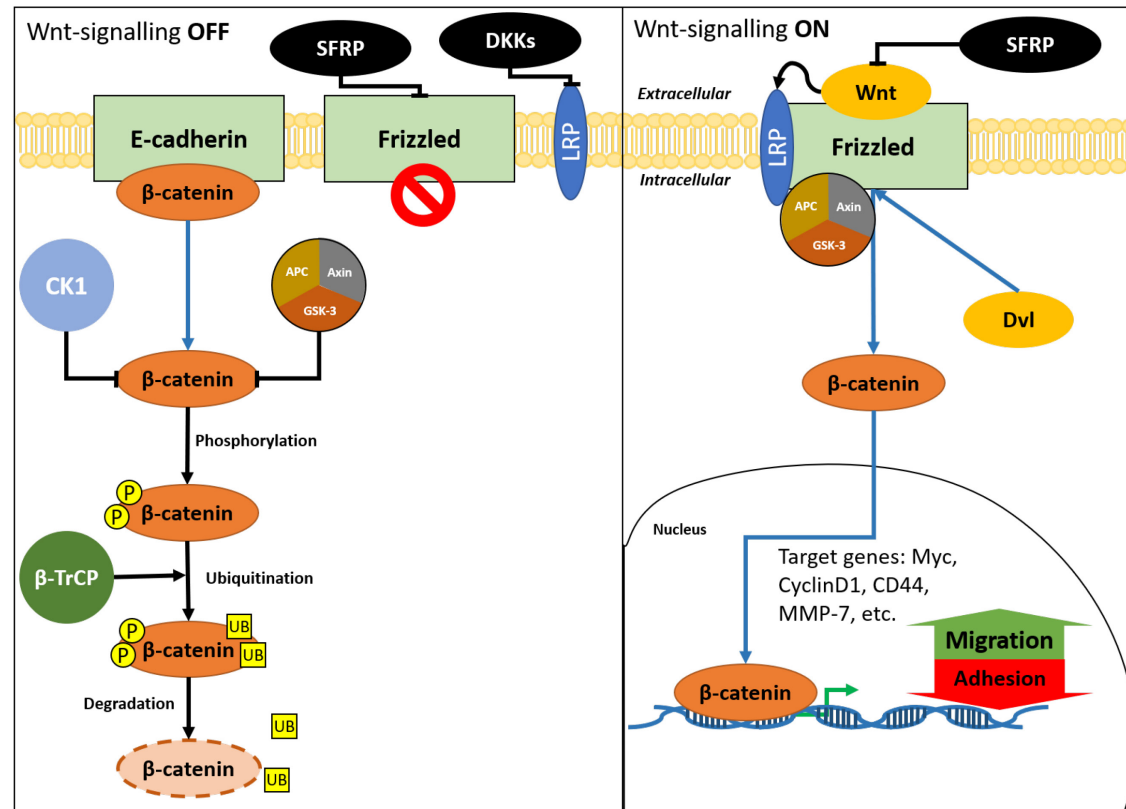 Wnt-signalling OFF
SFRP
DKKs
E-cadherin
Frizzled
LRP
β-catenin
CK1
APC
Axin
GSK-3
β-catenin
Phosphorylation
P
P
β-catenin
β-TrCP
Ubiquitination
P
P
β-catenin
UB
UB
Degradation
β-catenin
UB
UB
Wnt-signalling ON
SFRP
Extracellular
Wnt
LRP
Frizzled
Intracellular
APC
Axin
GSK-3
Dvl
β-catenin
Nucleus
Target genes: Myc,
CyclinD1, CD44,
MMP-7, etc.
Migration
Adhesion
β-catenin